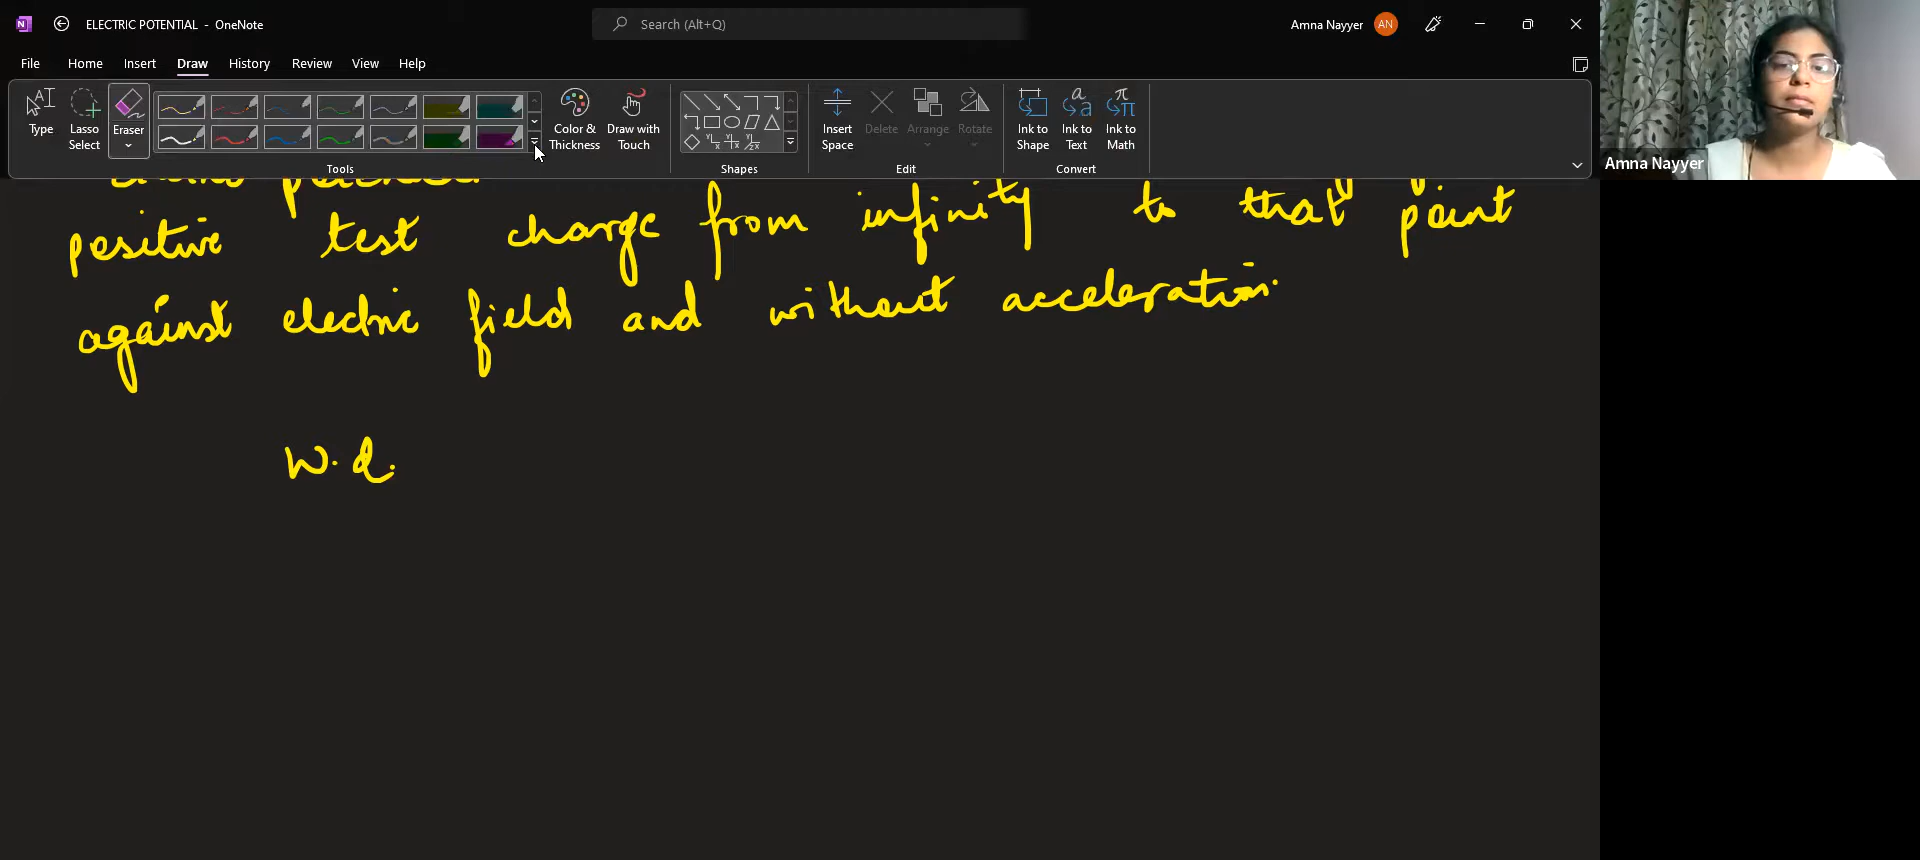 ELECTRIC POTENTIAL - OneNote
Search (Alt+Q)
Amna Nayyer AN
File Home Insert Draw History Review View Help
Type
Lasso Select
Eraser
Color & Thickness
Draw with Touch
Insert Space
Delete
Arrange
Rotate
Ink to Shape
Ink to Text
Ink to Math
Tools
Shapes
Edit
Convert
Amna Nayyer
positive test charge from infinity to that point
against electric field and without acceleration.
W.d.